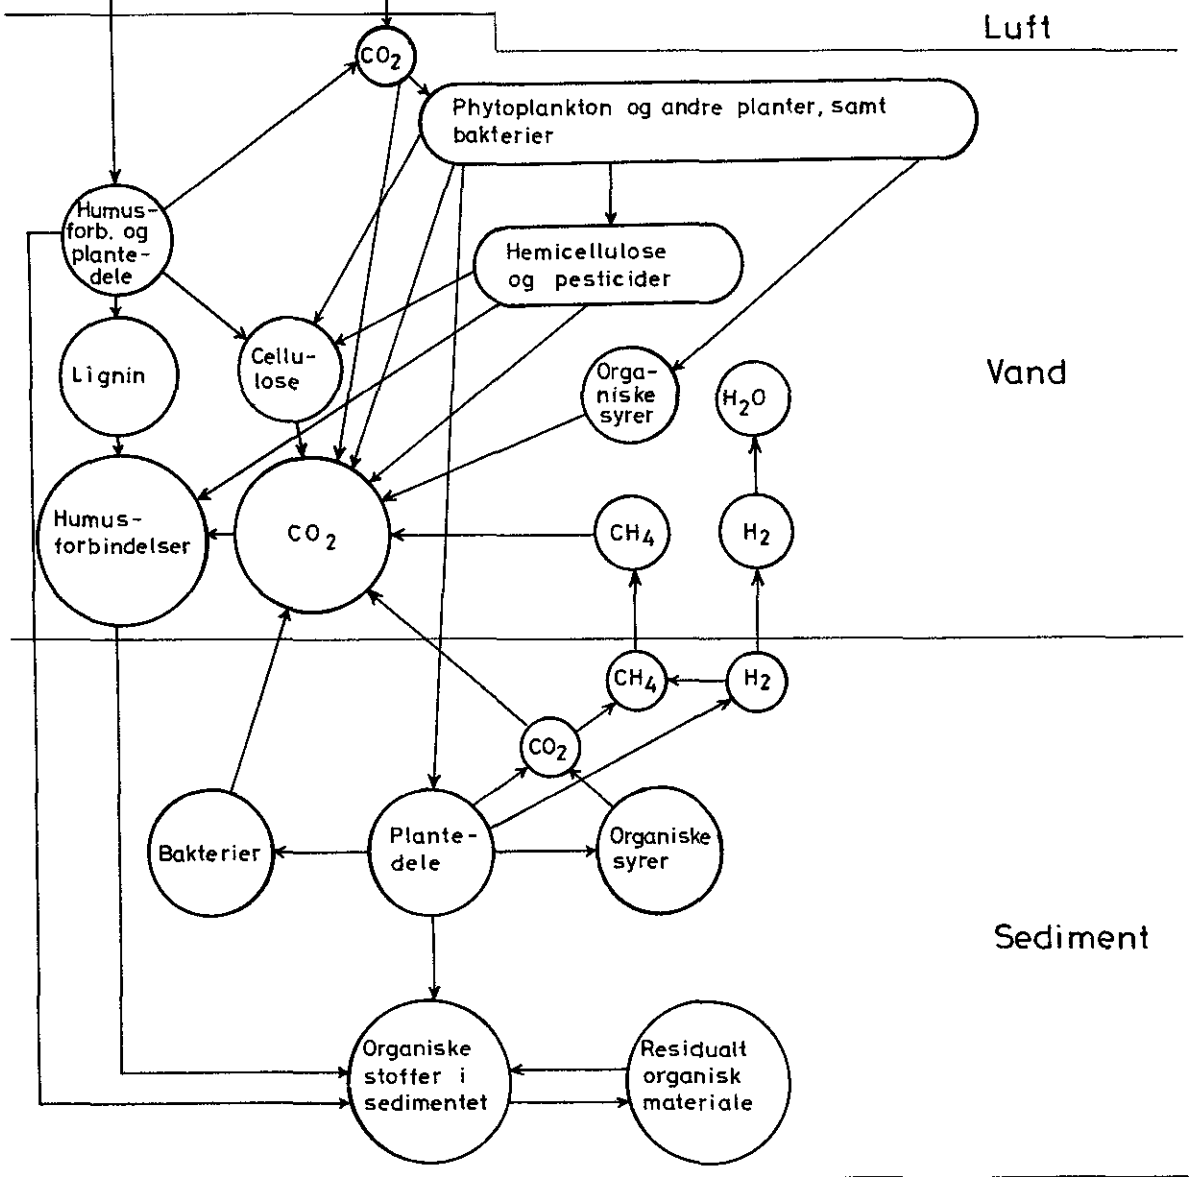 Luft
CO2
Phytoplankton og andre planter, samt
bakterier
Humus-
forb. og
plante-
dele
Hemicellulose
og pesticider
Lignin
Cellu-
lose
Orga-
niske
syrer
H2O
Vand
Humus-
forbindelser
CO2
CH4
H2
CH4
H2
CO2
Bakterier
Plante-
dele
Organiske
syrer
Sediment
Organiske
stoffer i
sedimentet
Residualt
organisk
materiale